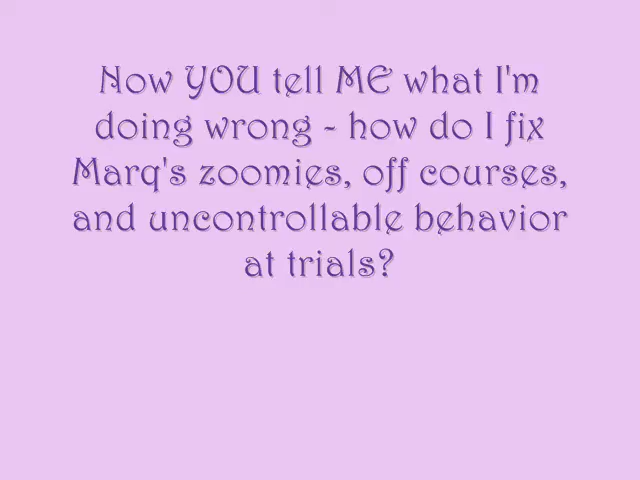 Now YOU tell ME what I'm
doing wrong - how do I fix
Marq's zoomies, off courses,
and uncontrollable behavior
at trials?